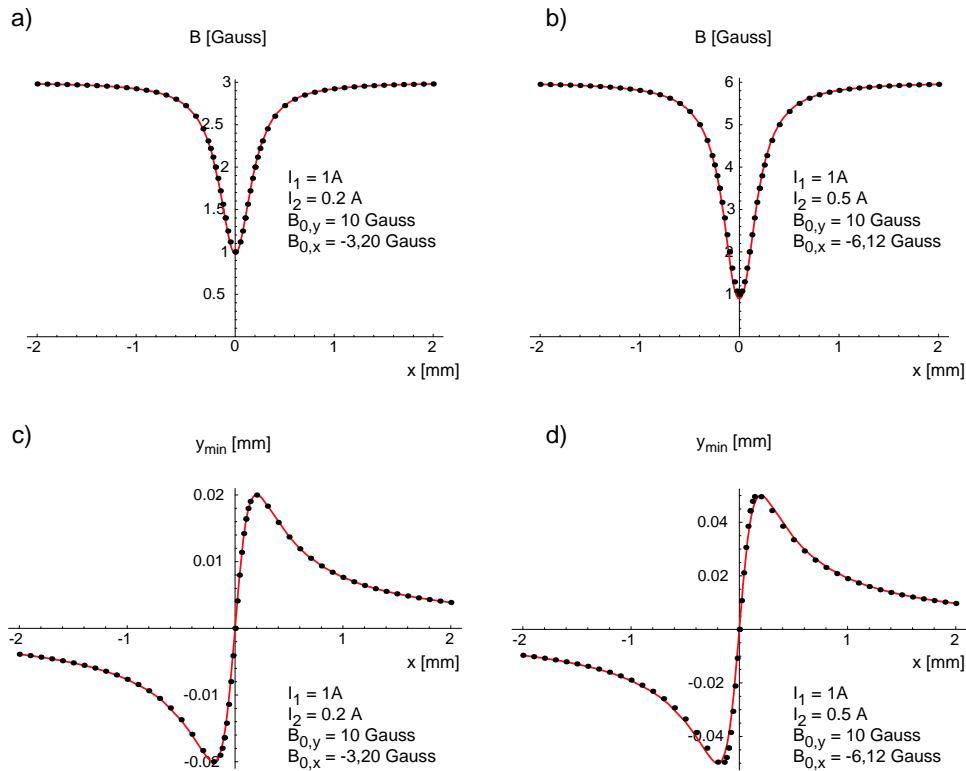 a)
B [Gauss]
3
2.5
2
1.5
1
0.5
-2 -1 0 1 2
x [mm]
I1 = 1A
I2 = 0.2 A
B0,y = 10 Gauss
B0,x = -3,20 Gauss
b)
B [Gauss]
6
5
4
3
2
1
-2 -1 0 1 2
x [mm]
I1 = 1A
I2 = 0.5 A
B0,y = 10 Gauss
B0,x = -6,12 Gauss
c)
ymin [mm]
0.02
0.01
-2 -1 1 2
x [mm]
-0.01
-0.02
I1 = 1A
I2 = 0.2 A
B0,y = 10 Gauss
B0,x = -3,20 Gauss
d)
ymin [mm]
0.04
0.02
-2 -1 1 2
x [mm]
-0.02
-0.04
I1 = 1A
I2 = 0.5 A
B0,y = 10 Gauss
B0,x = -6,12 Gauss